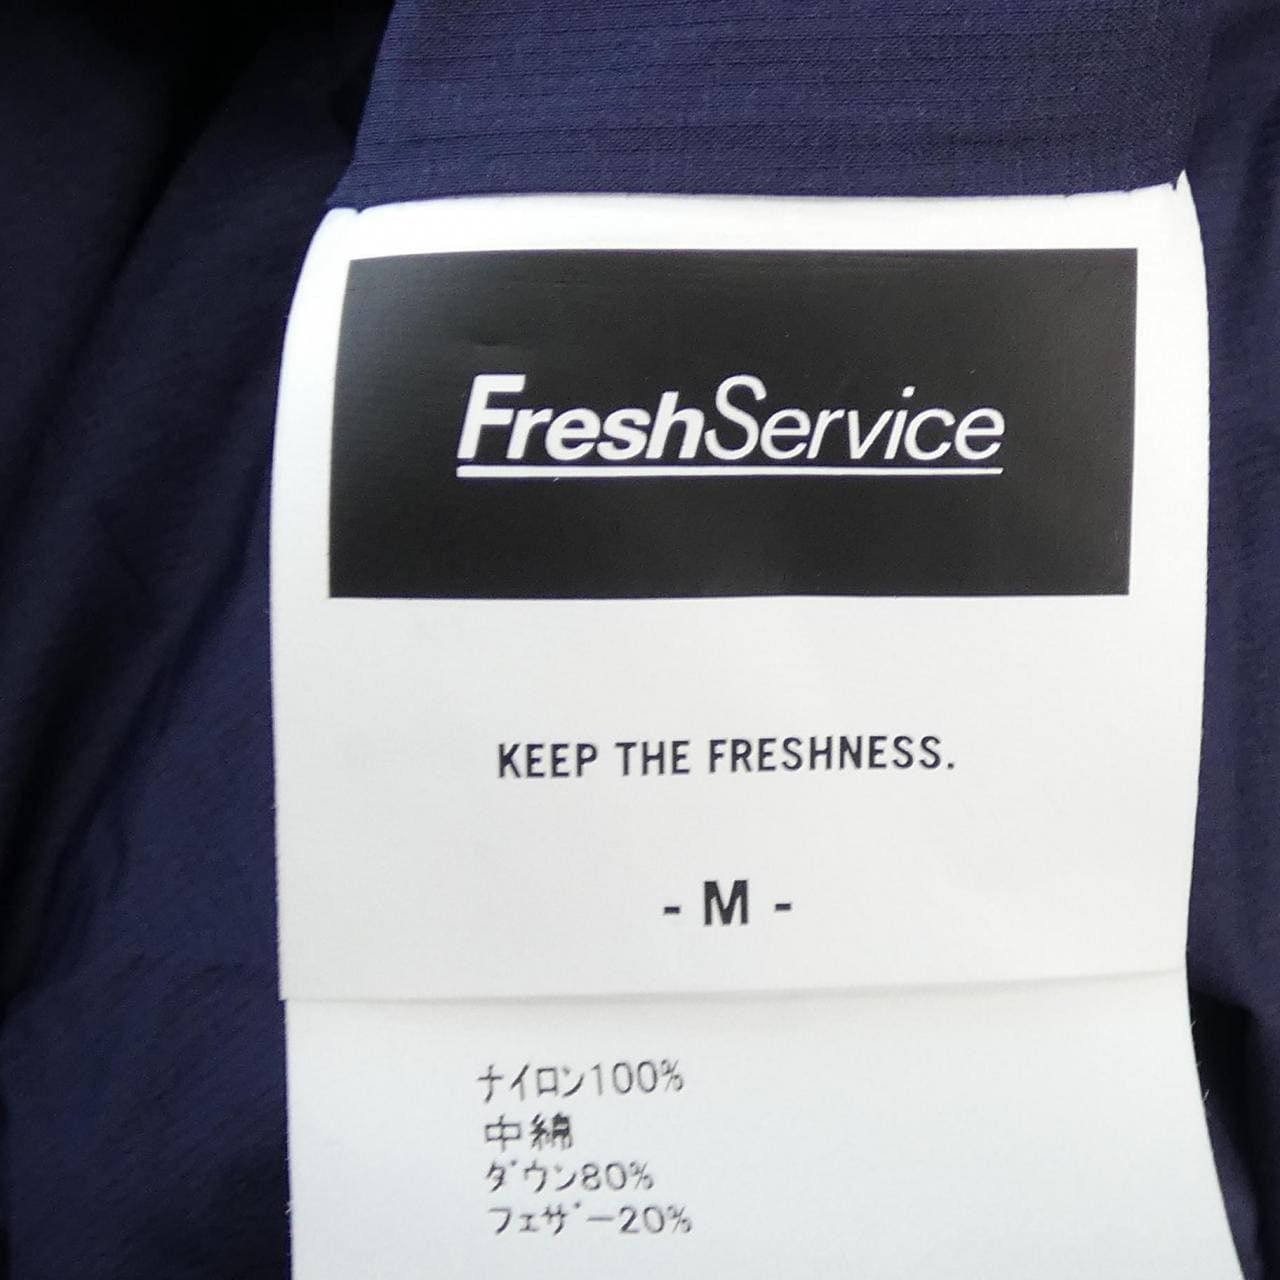 FreshService
KEEP THE FRESHNESS.
- M -
ナイロン100%
中綿
ダウン80%
フェザー20%